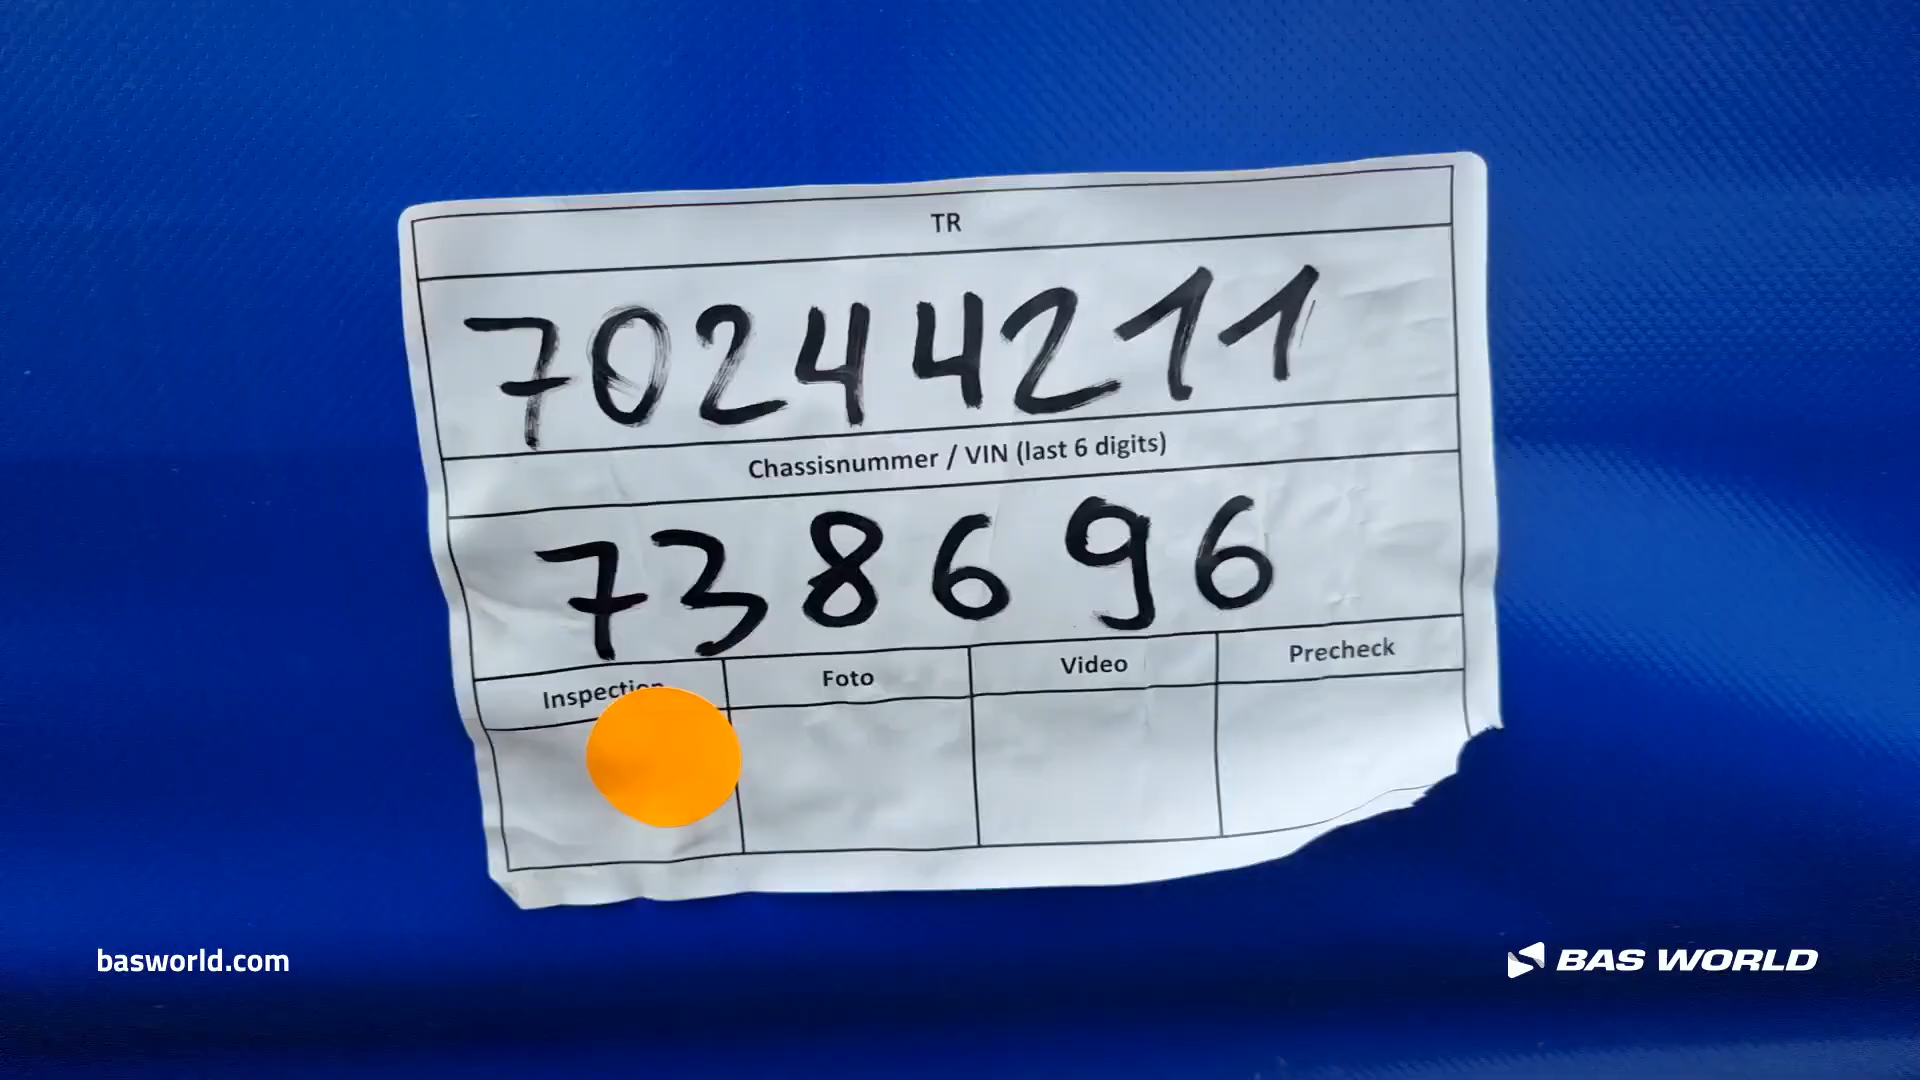 TR
70244211
Chassisnummer / VIN (last 6 digits)
738696
Inspection Foto Video Precheck
basworld.com BAS WORLD